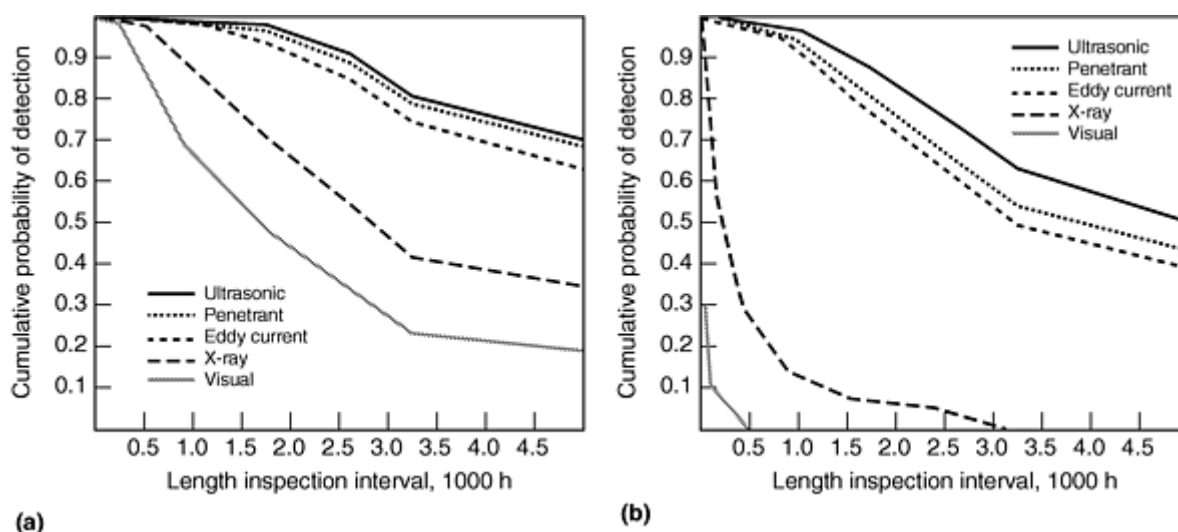 Cumulative probability of detection
0.9
0.8
0.7
0.6
0.5
0.4
0.3
0.2
0.1
Ultrasonic
Penetrant
Eddy current
X-ray
Visual
0.5 1.0 1.5 2.0 2.5 3.0 3.5 4.0 4.5
Length inspection interval, 1000 h
(a)
Cumulative probability of detection
0.9
0.8
0.7
0.6
0.5
0.4
0.3
0.2
0.1
Ultrasonic
Penetrant
Eddy current
X-ray
Visual
0.5 1.0 1.5 2.0 2.5 3.0 3.5 4.0 4.5
Length inspection interval, 1000 h
(b)